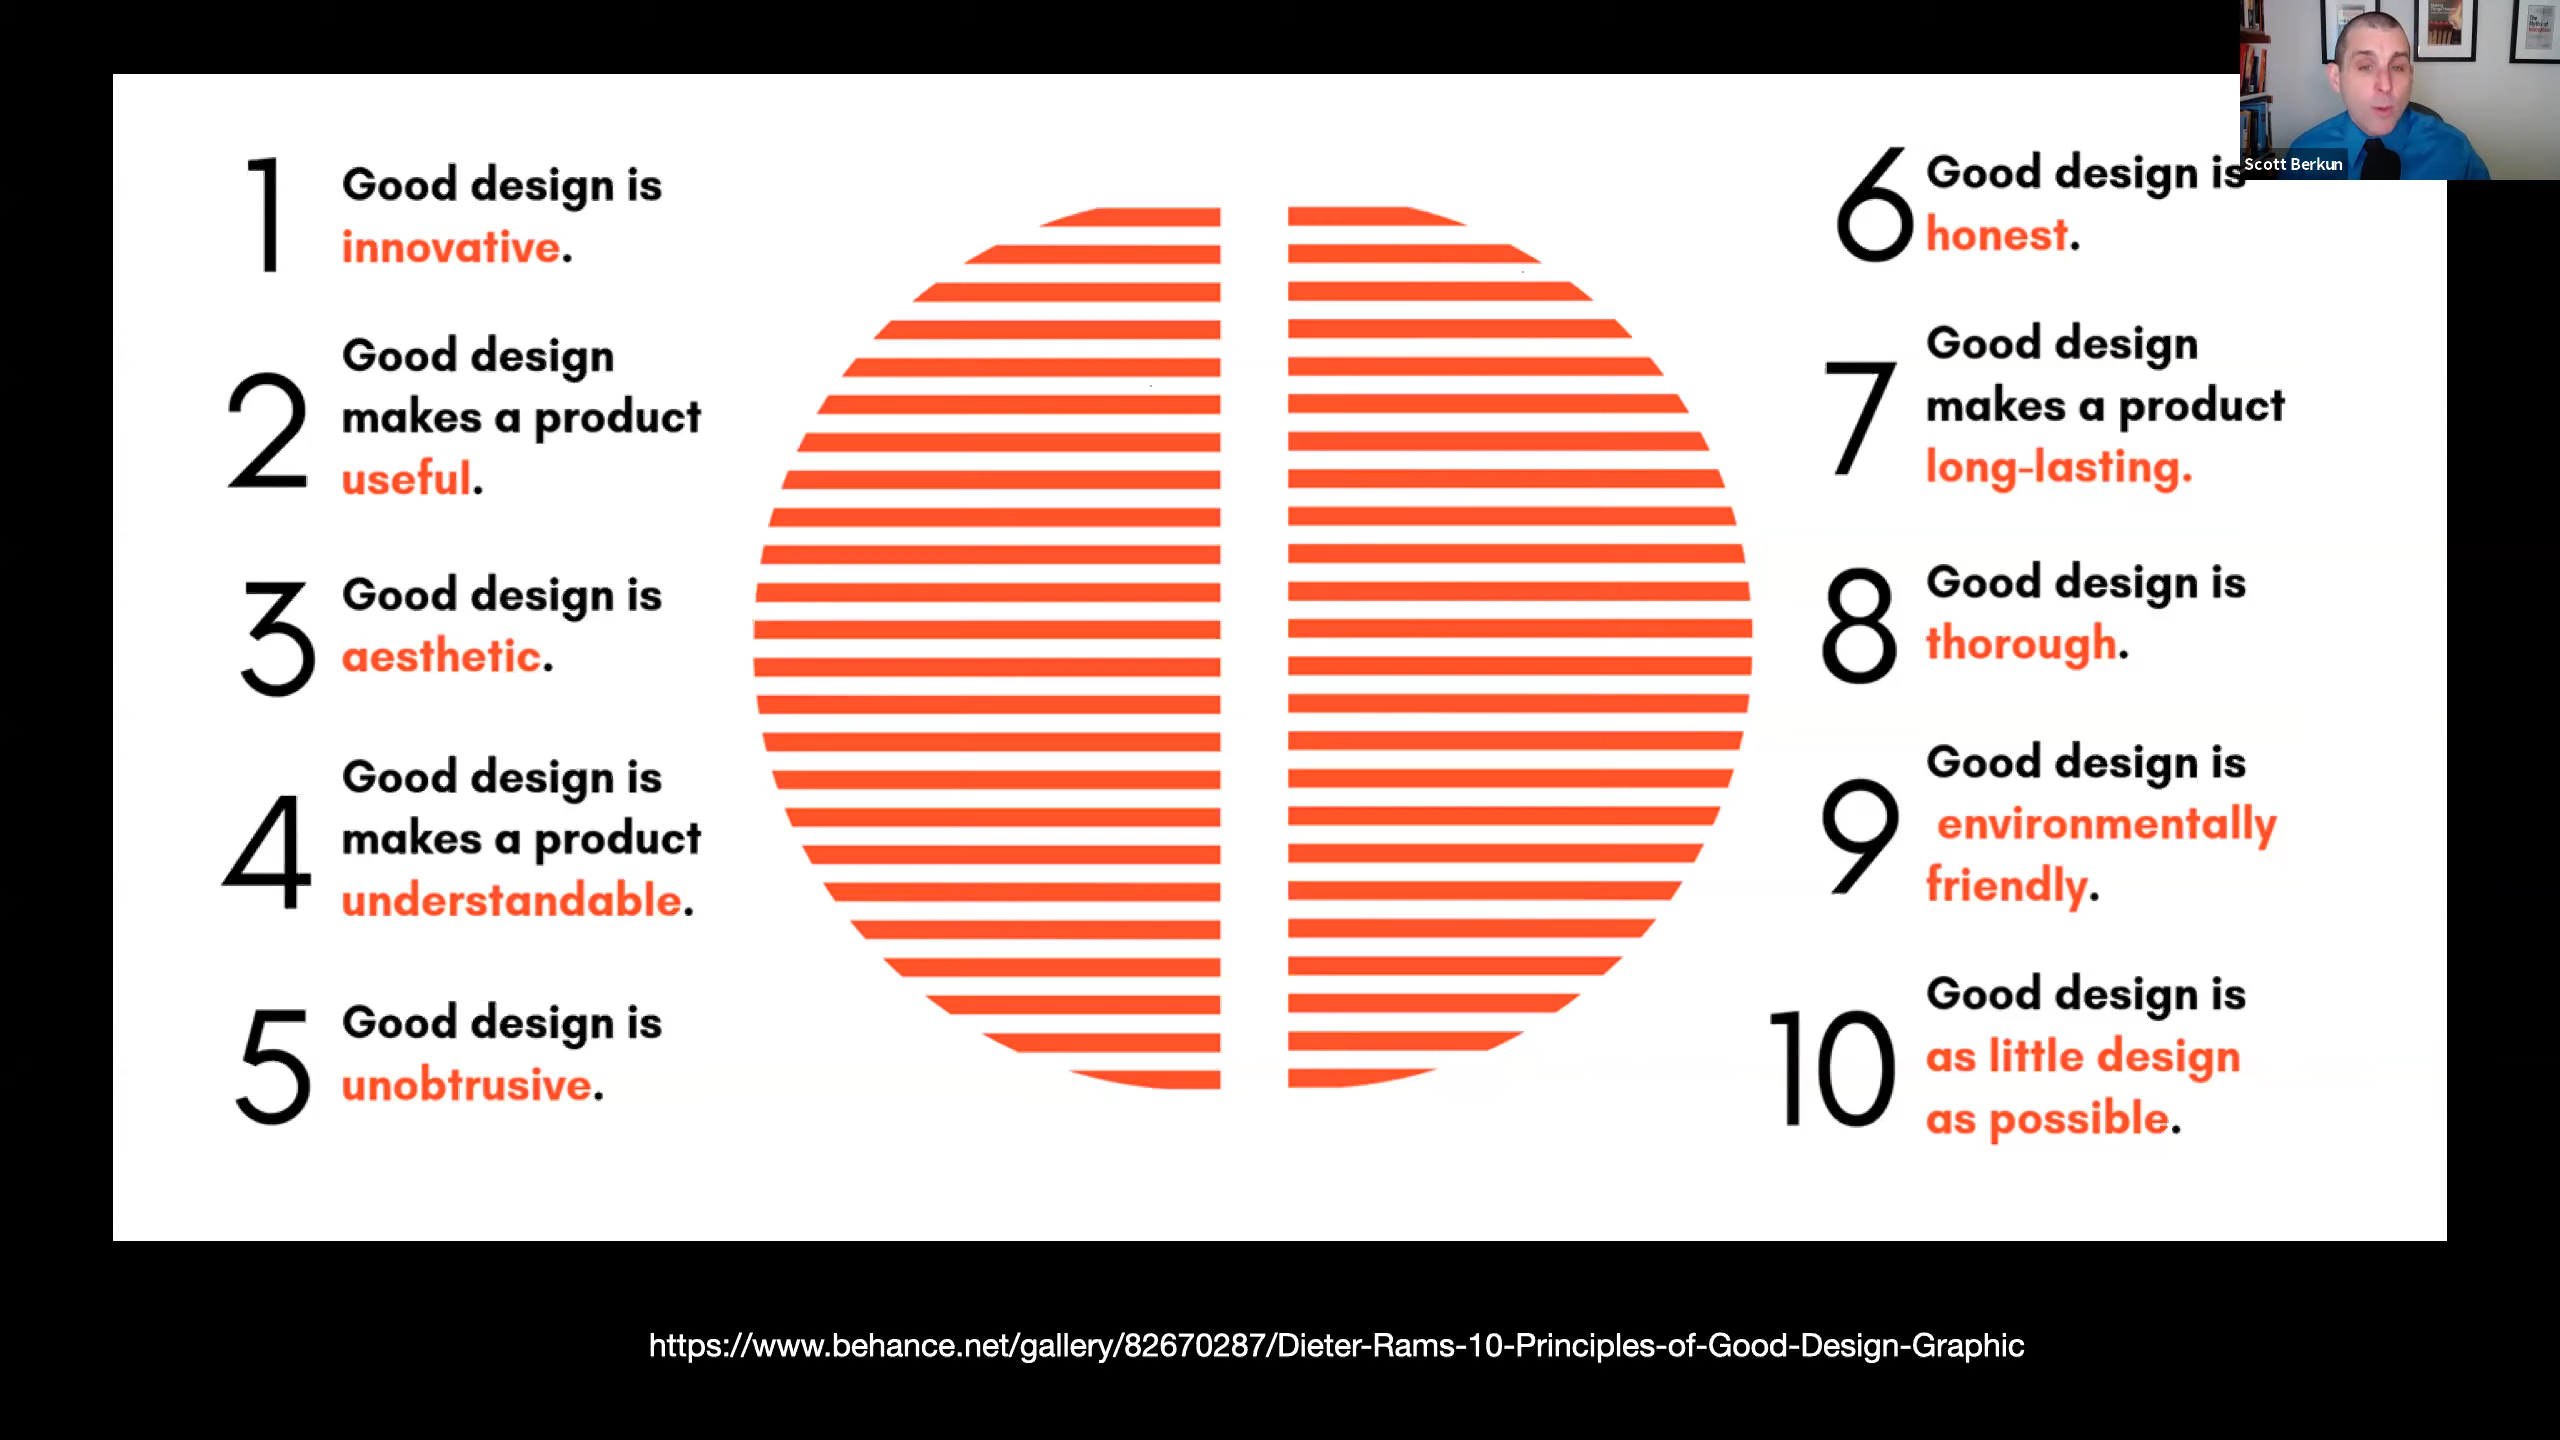 1
Good design is
innovative.
2
Good design
makes a product
useful.
3
Good design is
aesthetic.
4
Good design is
makes a product
understandable.
5
Good design is
unobtrusive.
6
Good design is
honest.
7
Good design
makes a product
long-lasting.
8
Good design is
thorough.
9
Good design is
environmentally
friendly.
10
Good design is
as little design
as possible.
Scott Berkun
https://www.behance.net/gallery/82670287/Dieter-Rams-10-Principles-of-Good-Design-Graphic